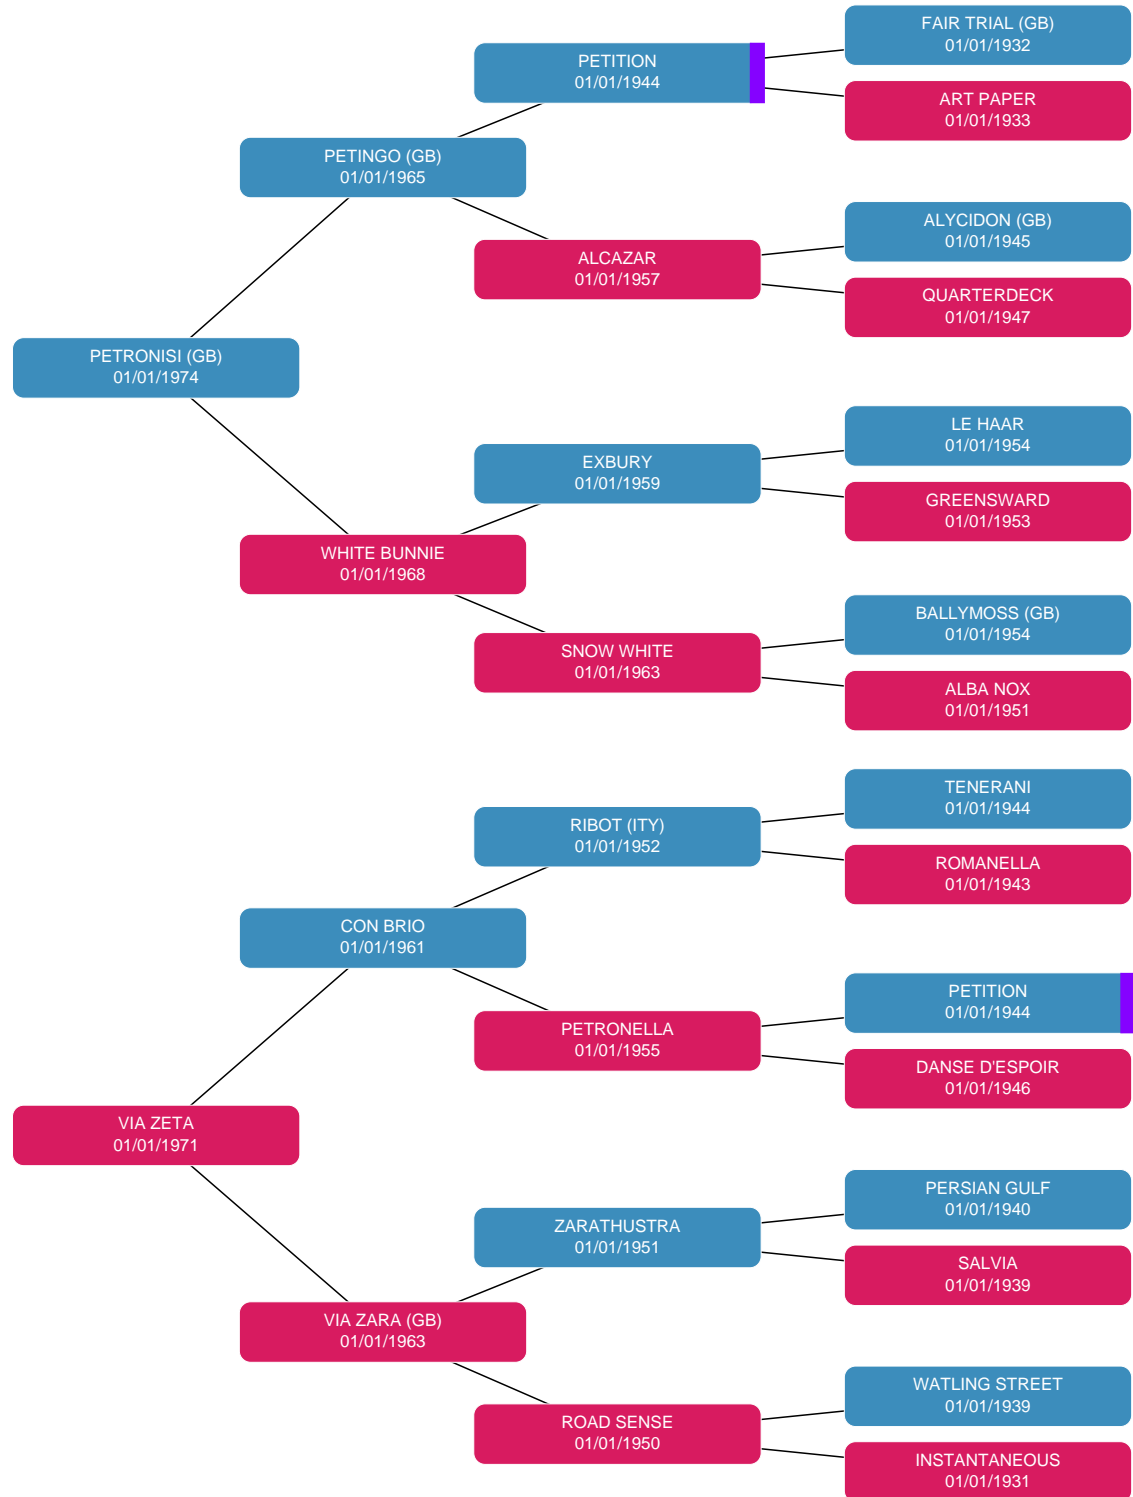 FAIR TRIAL (GB)
01/01/1932
PETITION
01/01/1944
ART PAPER
01/01/1933
PETINGO (GB)
01/01/1965
ALYCIDON (GB)
01/01/1945
ALCAZAR
01/01/1957
QUARTERDECK
01/01/1947
PETRONISI (GB)
01/01/1974
LE HAAR
01/01/1954
EXBURY
01/01/1959
GREENSWARD
01/01/1953
WHITE BUNNIE
01/01/1968
BALLYMOSS (GB)
01/01/1954
SNOW WHITE
01/01/1963
ALBA NOX
01/01/1951
TENERANI
01/01/1944
RIBOT (ITY)
01/01/1952
ROMANELLA
01/01/1943
CON BRIO
01/01/1961
PETITION
01/01/1944
PETRONELLA
01/01/1955
DANSE D'ESPOIR
01/01/1946
VIA ZETA
01/01/1971
PERSIAN GULF
01/01/1940
ZARATHUSTRA
01/01/1951
SALVIA
01/01/1939
VIA ZARA (GB)
01/01/1963
WATLING STREET
01/01/1939
ROAD SENSE
01/01/1950
INSTANTANEOUS
01/01/1931